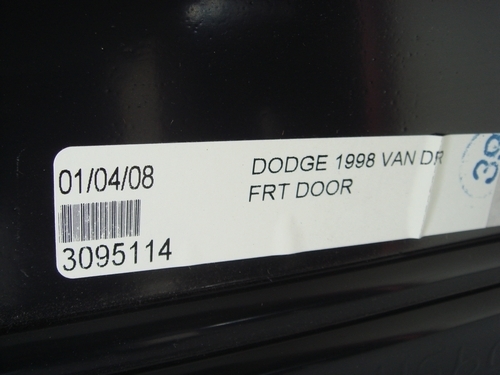 01/04/08
3095114
DODGE 1998 VAN DR
FRT DOOR